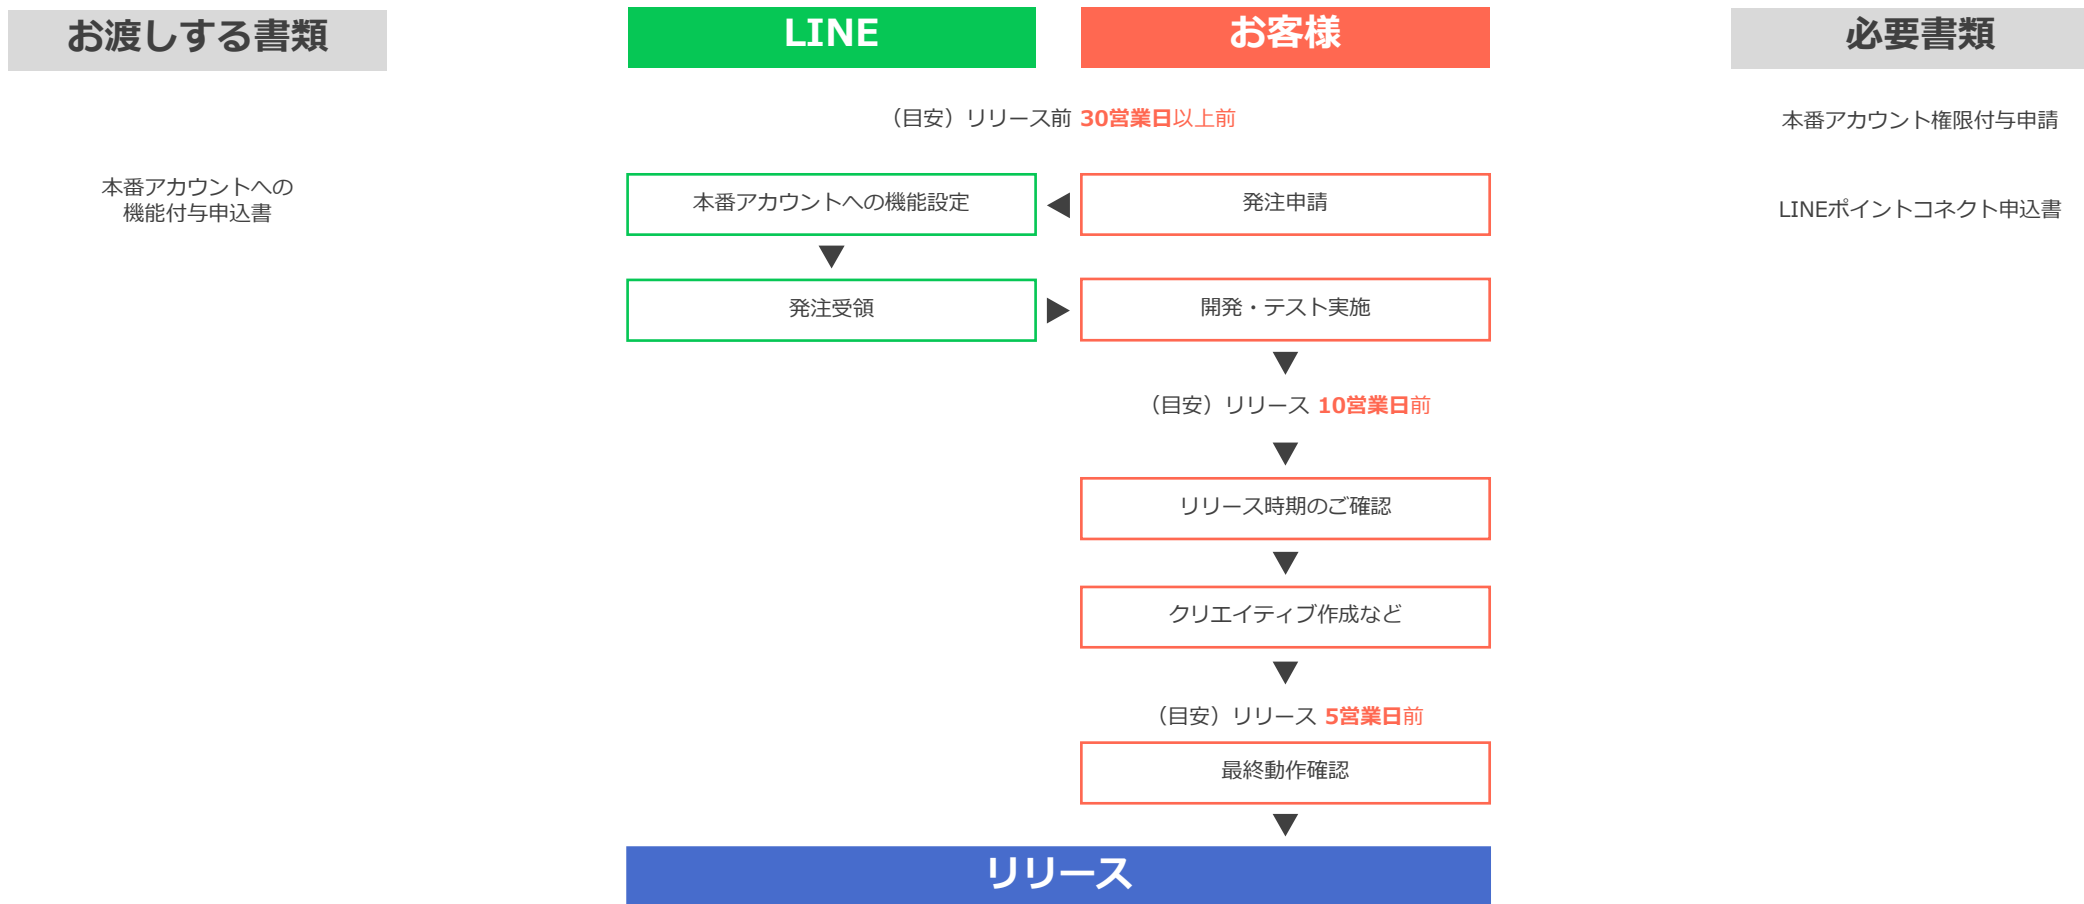 お渡しする書類
LINE
お客様
必要書類
（目安）リリース前 30営業日以上前
本番アカウント権限付与申請
本番アカウントへの
機能付与申込書
本番アカウントへの機能設定
発注申請
LINEポイントコネクト申込書
発注受領
開発・テスト実施
（目安）リリース 10営業日前
リリース時期のご確認
クリエイティブ作成など
（目安）リリース 5営業日前
最終動作確認
リリース